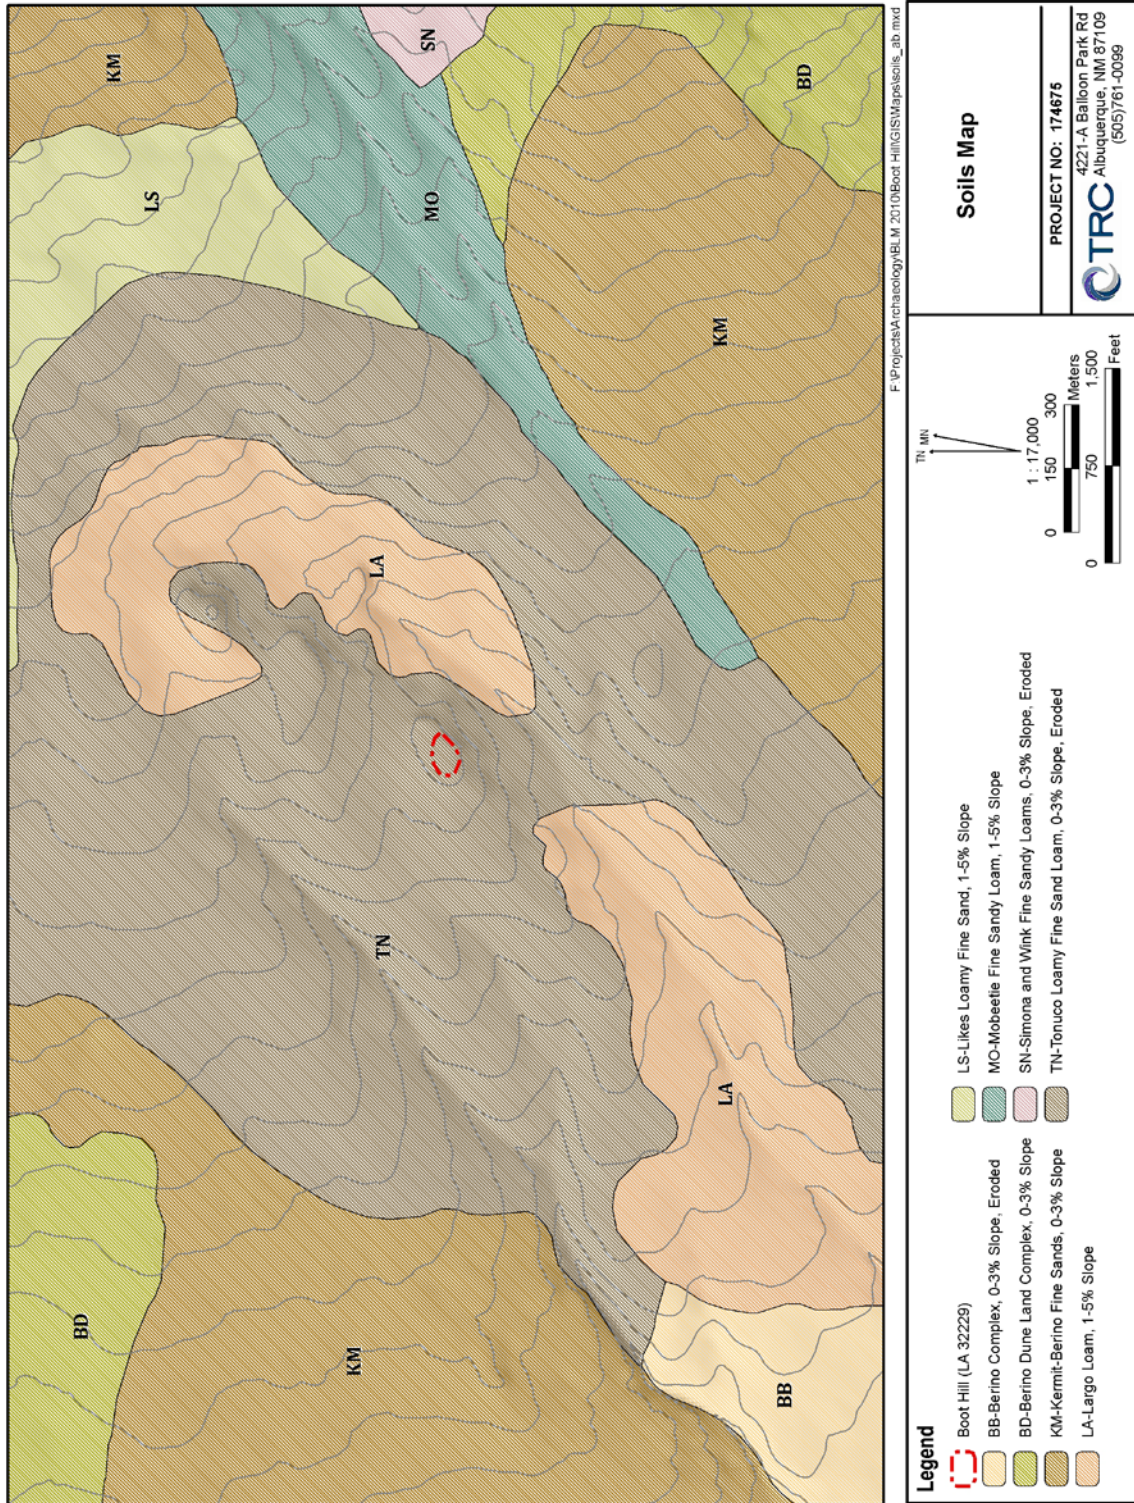 BD
KM
KM
LS
SN
MO
BD
KM
TN
LA
LA
BB
F:\Projects\Archaeology\BLM 2010\Boot Hill\GIS\Maps\soils_ab.mxd
Legend
Boot Hill (LA 32229)
BB-Berino Complex, 0-3% Slope, Eroded
BD-Berino Dune Land Complex, 0-3% Slope
KM-Kermit-Berino Fine Sands, 0-3% Slope
LA-Largo Loam, 1-5% Slope
LS-Likes Loamy Fine Sand, 1-5% Slope
MO-Mobeetie Fine Sandy Loam, 1-5% Slope
SN-Simona and Wink Fine Sandy Loams, 0-3% Slope, Eroded
TN-Tonuco Loamy Fine Sand Loam, 0-3% Slope, Eroded
TN MN
1 : 17,000
0 150 300
Meters
0 750 1,500
Feet
Soils Map
PROJECT NO: 174675
TRC
4221-A Balloon Park Rd
Albuquerque, NM 87109
(505)761-0099